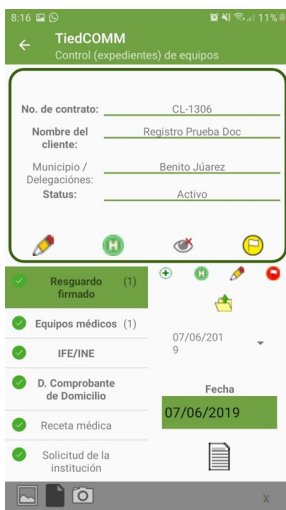 8:16
11%
TiedCOMM
Control (expedientes) de equipos
No. de contrato: CL-1306
Nombre del
cliente:
Registro Prueba Doc
Municipio /
Delegaciónes:
Benito Júarez
Status: Activo
H
Resguardo
firmado
(1)
Equipos médicos (1)
IFE/INE
D. Comprobante
de Domicilio
Receta médica
Solicitud de la
institución
H
07/06/201
9
Fecha
07/06/2019
x